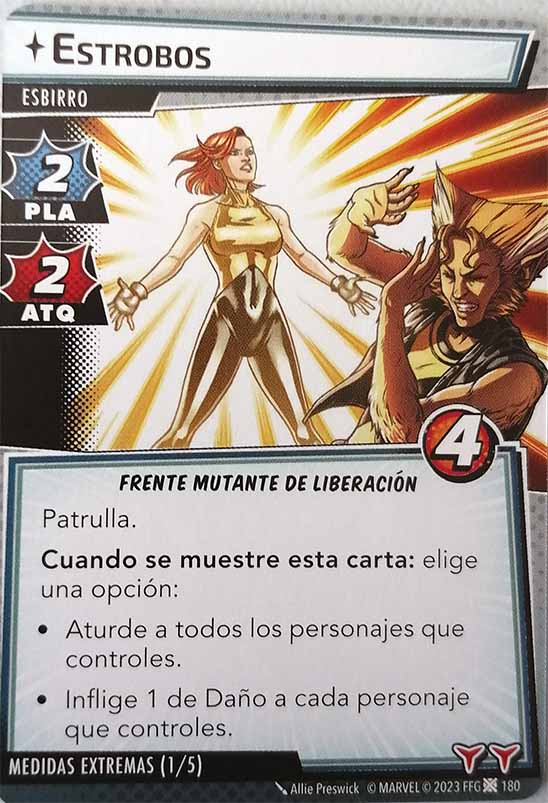 ESTROBOS
ESBIRRO
2
PLA
2
ATQ
4
FRENTE MUTANTE DE LIBERACIÓN
Patrulla.
Cuando se muestre esta carta: elige
una opción:
• Aturde a todos los personajes que
controles.
• Inflige 1 de Daño a cada personaje
que controles.
MEDIDAS EXTREMAS (1/5)
Allie Preswick © MARVEL © 2023 FFG 180